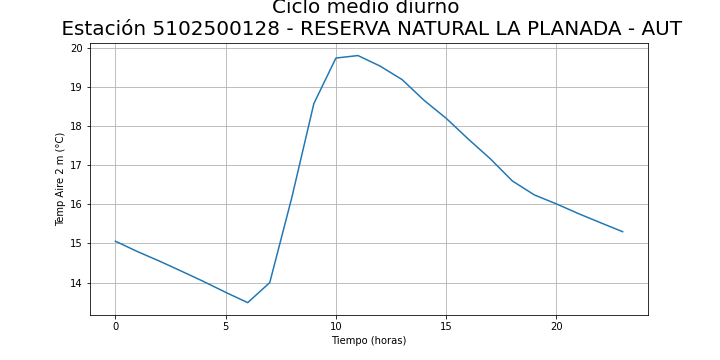 Ciclo medio diurno
Estación 5102500128 - RESERVA NATURAL LA PLANADA - AUT
20
19
18
17
16
15
14
Temp Aire 2 m (°C)
0 5 10 15 20
Tiempo (horas)